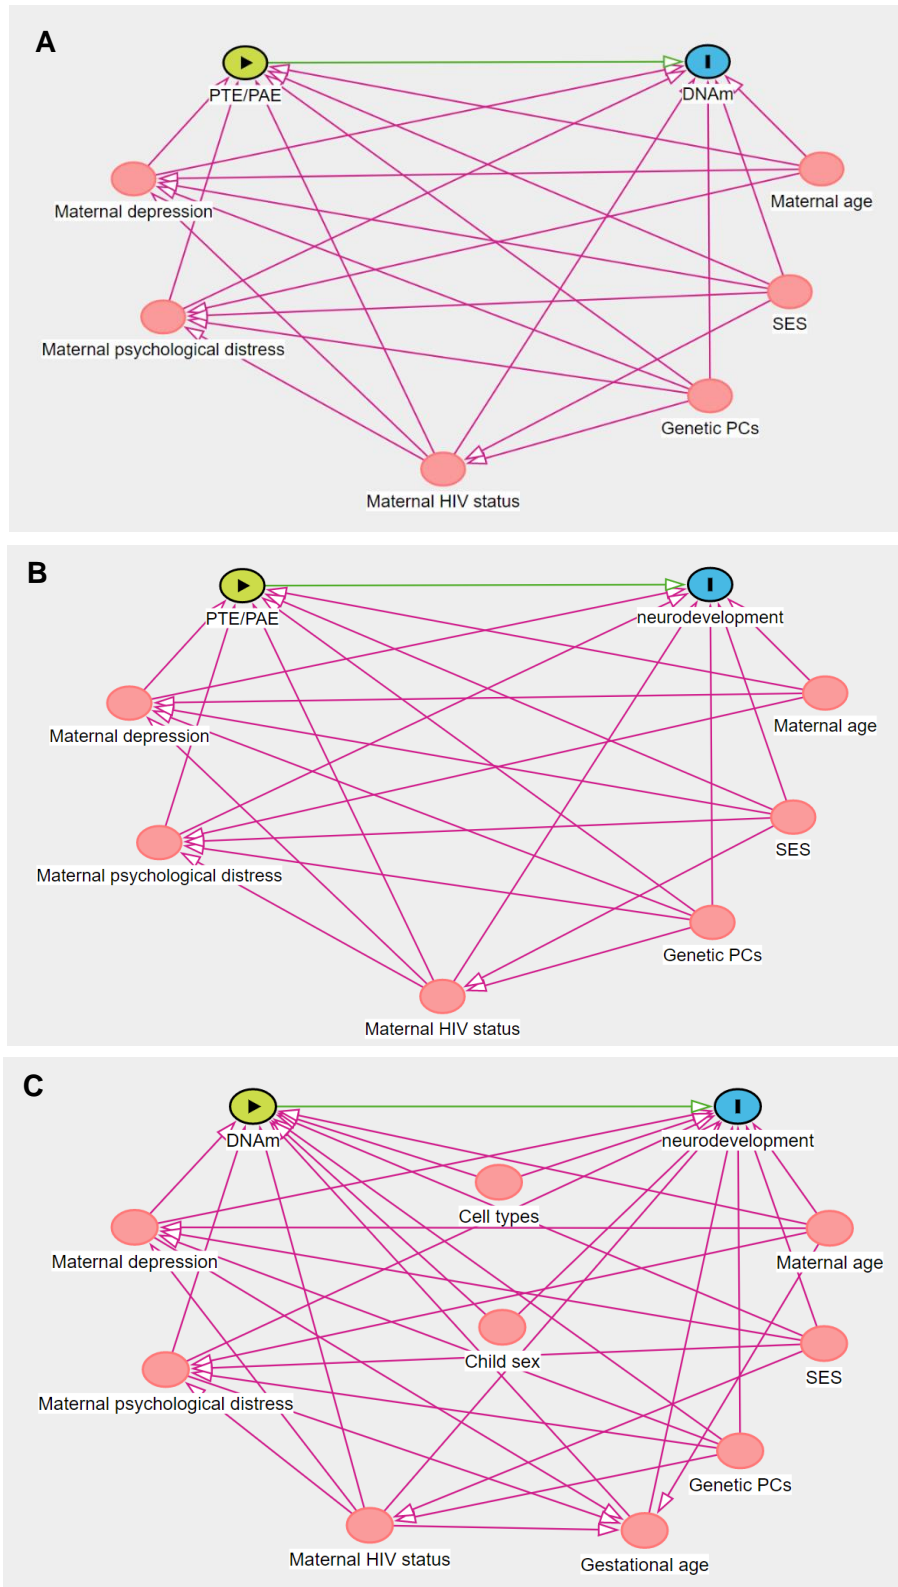 A
PTE/PAE
DNAm
Maternal depression
Maternal age
Maternal psychological distress
SES
Genetic PCs
Maternal HIV status
B
PTE/PAE
neurodevelopment
Maternal depression
Maternal age
Maternal psychological distress
SES
Genetic PCs
Maternal HIV status
C
DNAm
neurodevelopment
Cell types
Maternal depression
Maternal age
Child sex
SES
Maternal psychological distress
Genetic PCs
Maternal HIV status
Gestational age